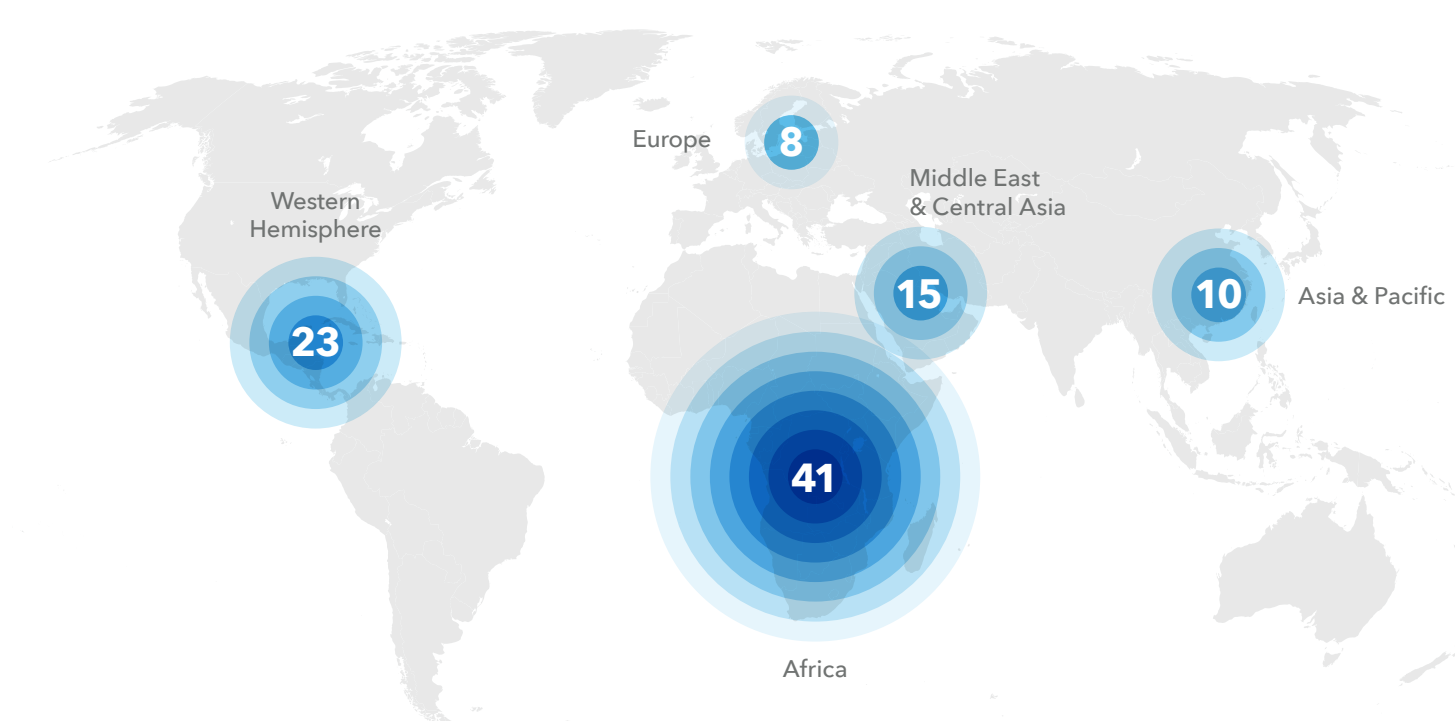 Europe
8
Middle East
& Central Asia
Western
Hemisphere
15
10
Asia & Pacific
23
41
Africa